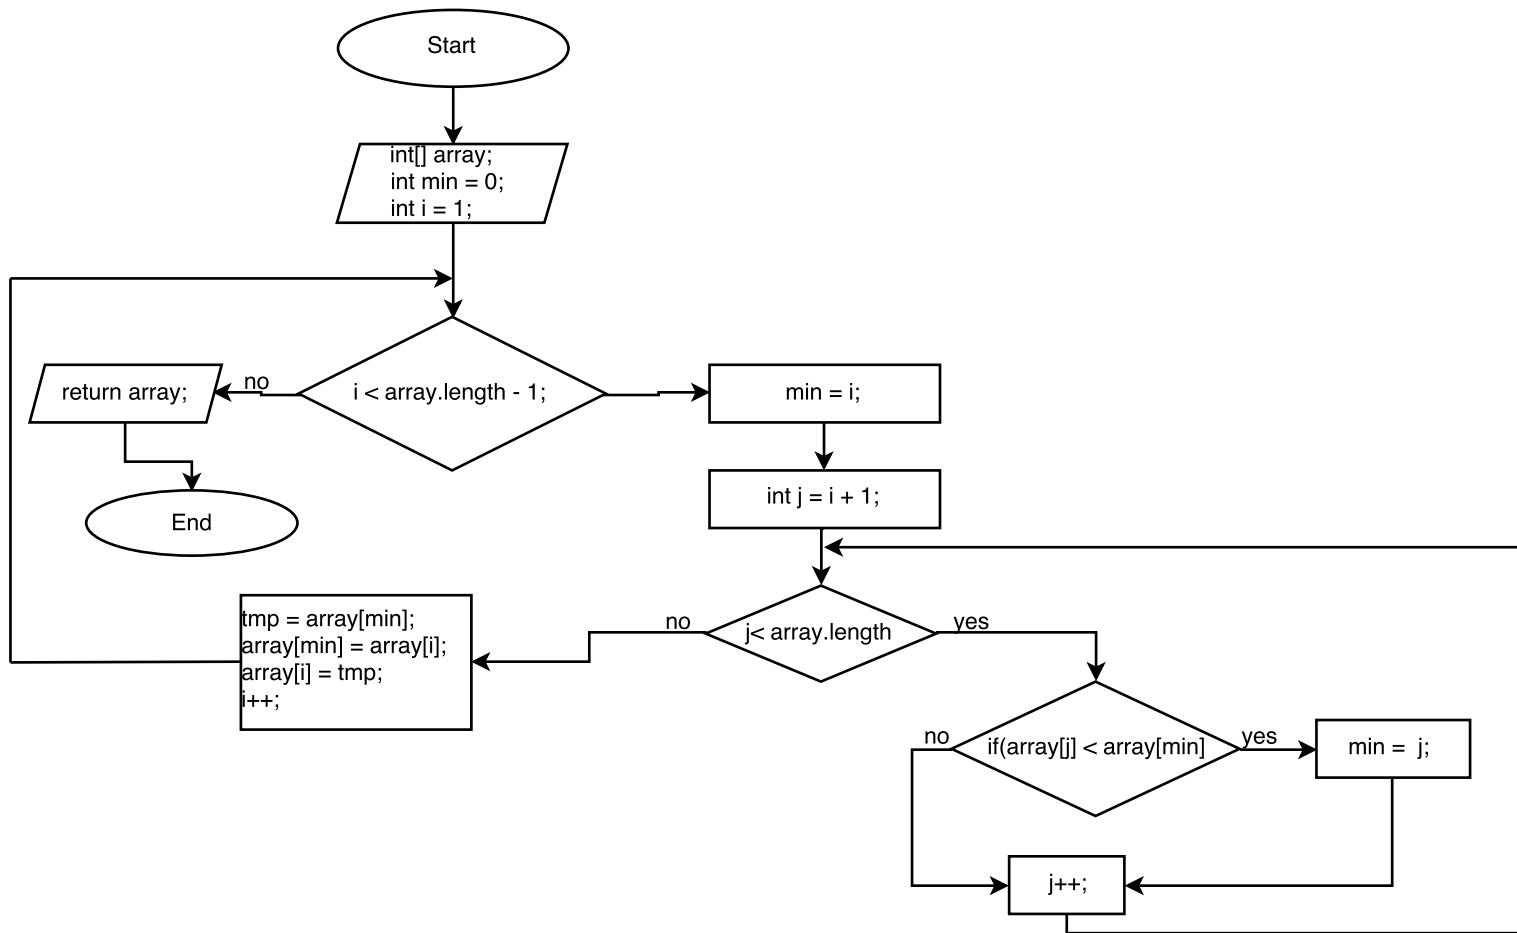 Start
int[] array;
int min = 0;
int i = 1;
i < array.length - 1;
no
return array;
End
min = i;
int j = i + 1;
j< array.length
no
yes
tmp = array[min];
array[min] = array[i];
array[i] = tmp;
i++;
if(array[j] < array[min]
no
yes
min =  j;
j++;